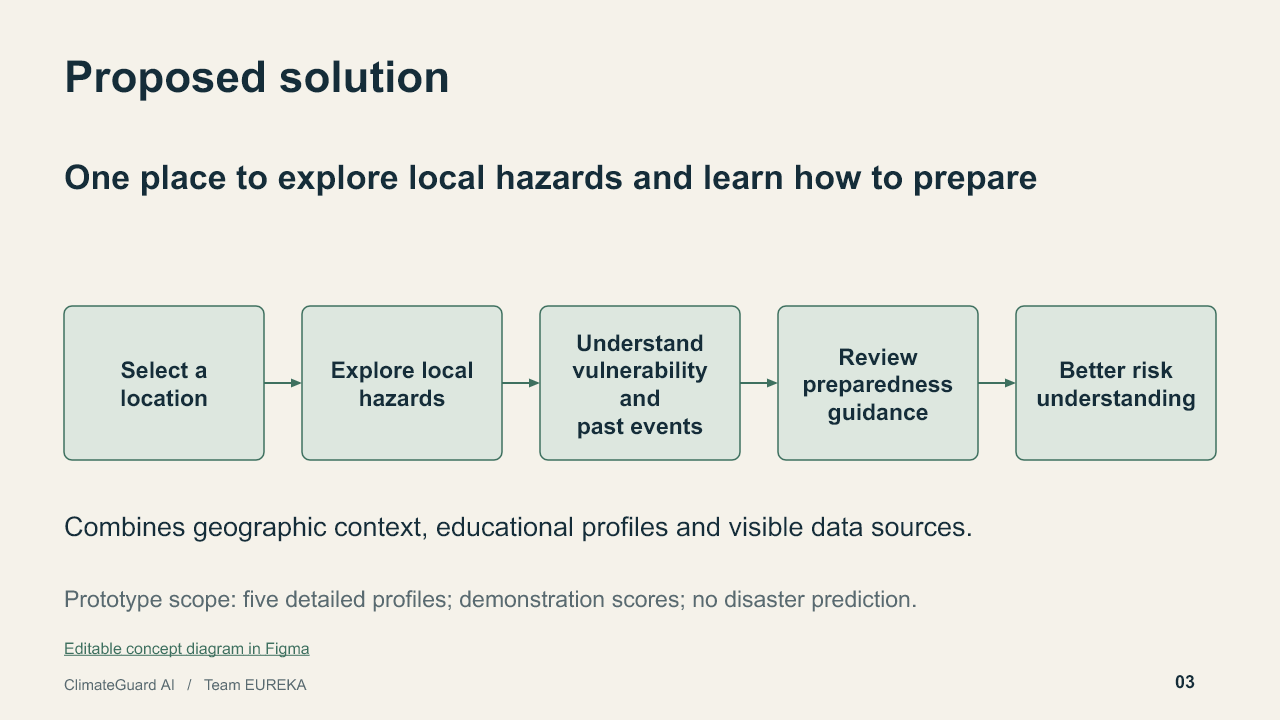 Proposed solution
One place to explore local hazards and learn how to prepare
Select a
location
Explore local
hazards
Understand
vulnerability
and
past events
Review
preparedness
guidance
Better risk
understanding
Combines geographic context, educational profiles and visible data sources.
Prototype scope: five detailed profiles; demonstration scores; no disaster prediction.
Editable concept diagram in Figma
ClimateGuard AI / Team EUREKA
03